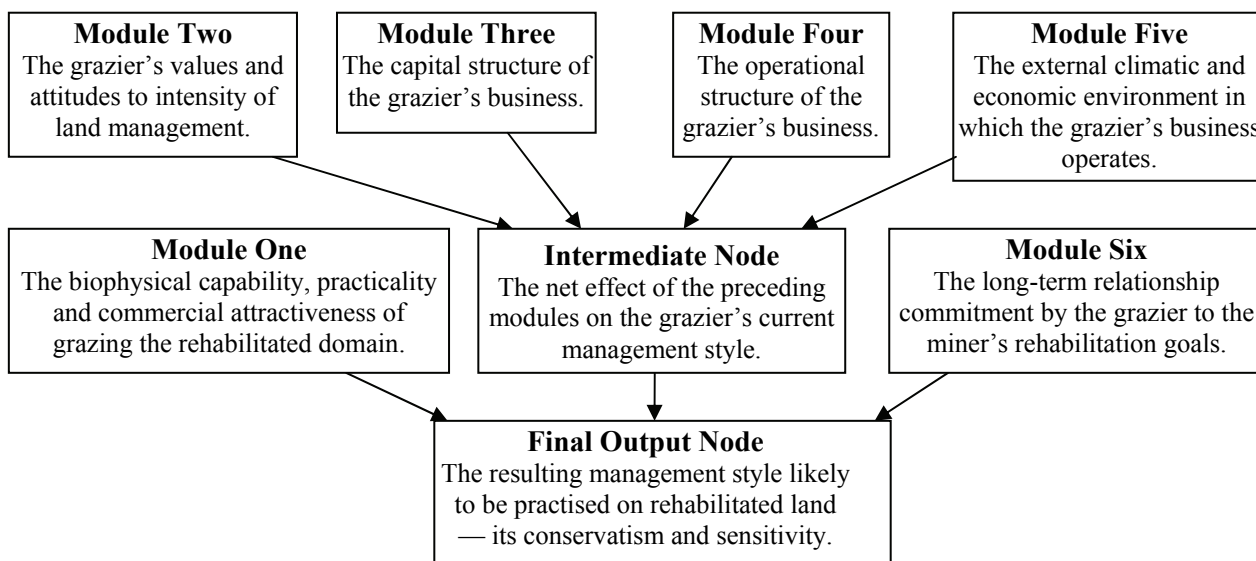 Module Two
The grazier's values and
attitudes to intensity of
land management.
Module Three
The capital structure of
the grazier's business.
Module Four
The operational
structure of the
grazier's business.
Module Five
The external climatic and
economic environment in
which the grazier's business
operates.
Module One
The biophysical capability, practicality
and commercial attractiveness of
grazing the rehabilitated domain.
Intermediate Node
The net effect of the preceding
modules on the grazier's current
management style.
Module Six
The long-term relationship
commitment by the grazier to the
miner's rehabilitation goals.
Final Output Node
The resulting management style likely
to be practised on rehabilitated land
— its conservatism and sensitivity.